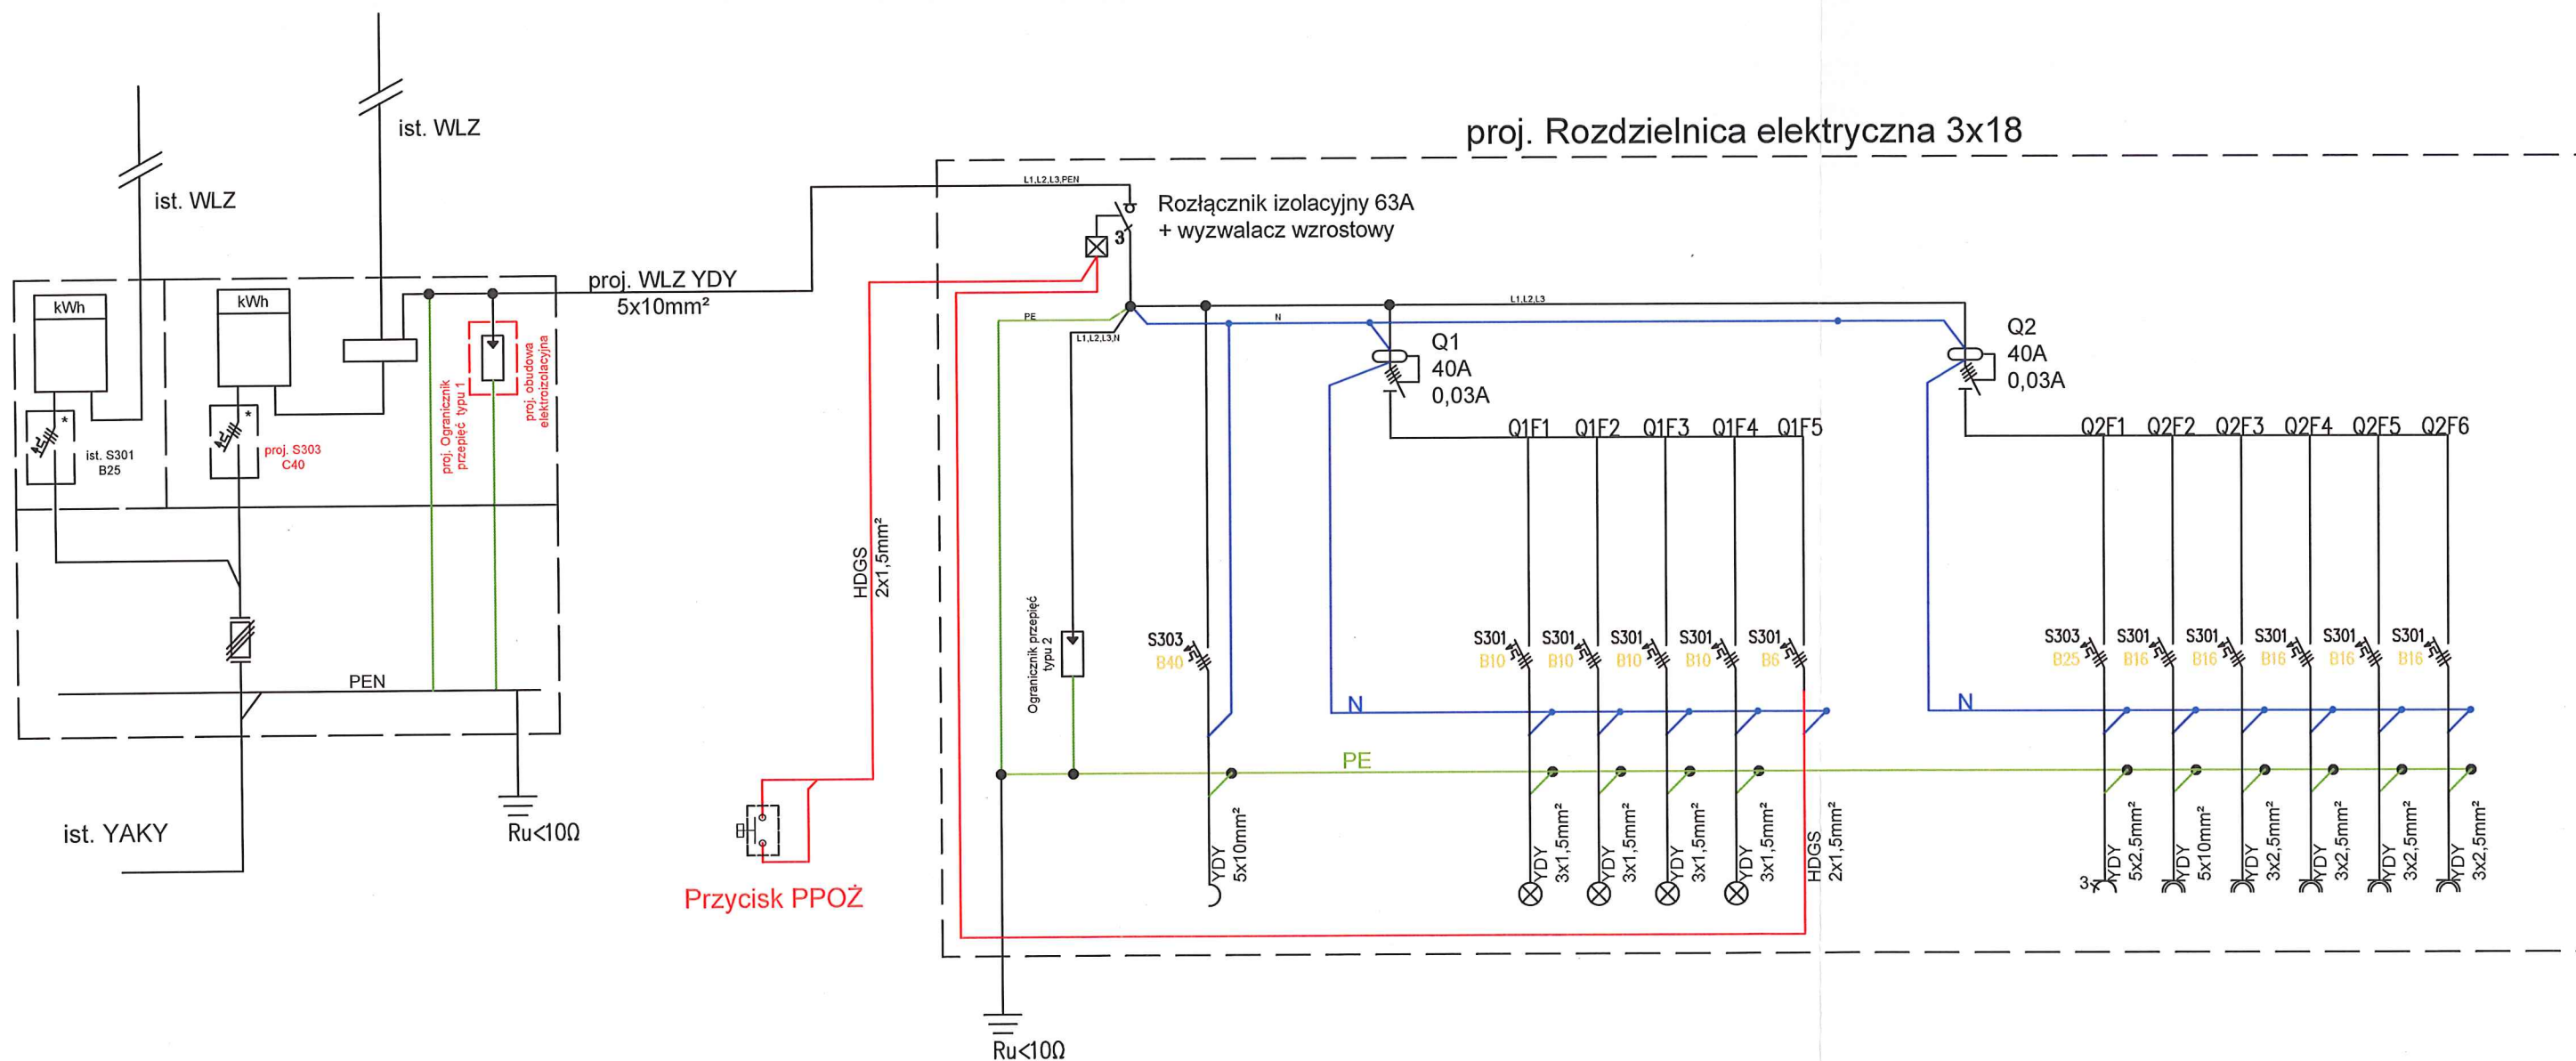 proj. Rozdzielnica elektryczna 3x18
ist. WLZ
ist. WLZ
L1,L2,L3,PEN
Rozłącznik izolacyjny 63A
+ wyzwalacz wzrostowy
3
kWh
kWh
proj. WLZ YDY
5x10mm²
L1,L2,L3
PE
N
L1,L2,L3,N
Q1
40A
0,03A
Q2
40A
0,03A
*
*
ist. S301
B25
proj. S303
C40
proj. Ogranicznik
przepięć typu 1
proj. obudowa
elektroizolacyjna
Q1F1 Q1F2 Q1F3 Q1F4 Q1F5
Q2F1 Q2F2 Q2F3 Q2F4 Q2F5 Q2F6
HDGS
2x1,5mm²
Ogranicznik przepięć
typu 2
S303
B40
S301
B10
S301
B10
S301
B10
S301
B10
S301
B6
S303
B25
S301
B16
S301
B16
S301
B16
S301
B16
S301
B16
PEN
N
N
PE
ist. YAKY
Ru<10Ω
Przycisk PPOŻ
YDY
5x10mm²
YDY
3x1,5mm²
YDY
3x1,5mm²
YDY
3x1,5mm²
YDY
3x1,5mm²
HDGS
2x1,5mm²
3
YDY
5x2,5mm²
YDY
5x10mm²
YDY
3x2,5mm²
YDY
3x2,5mm²
YDY
3x2,5mm²
YDY
3x2,5mm²
Ru<10Ω